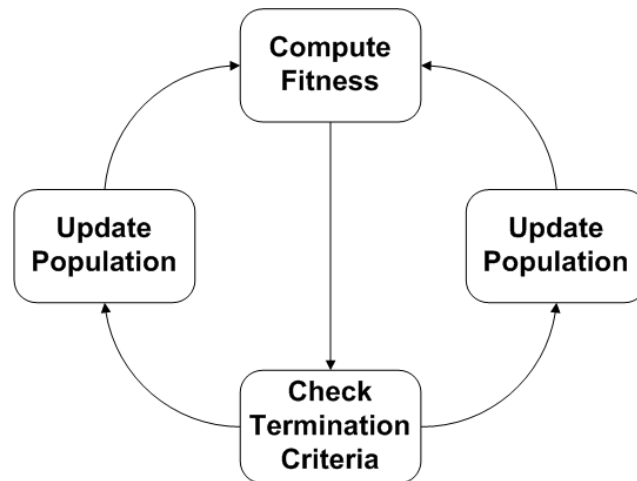 Compute
Fitness
Update
Population
Update
Population
Check
Termination
Criteria